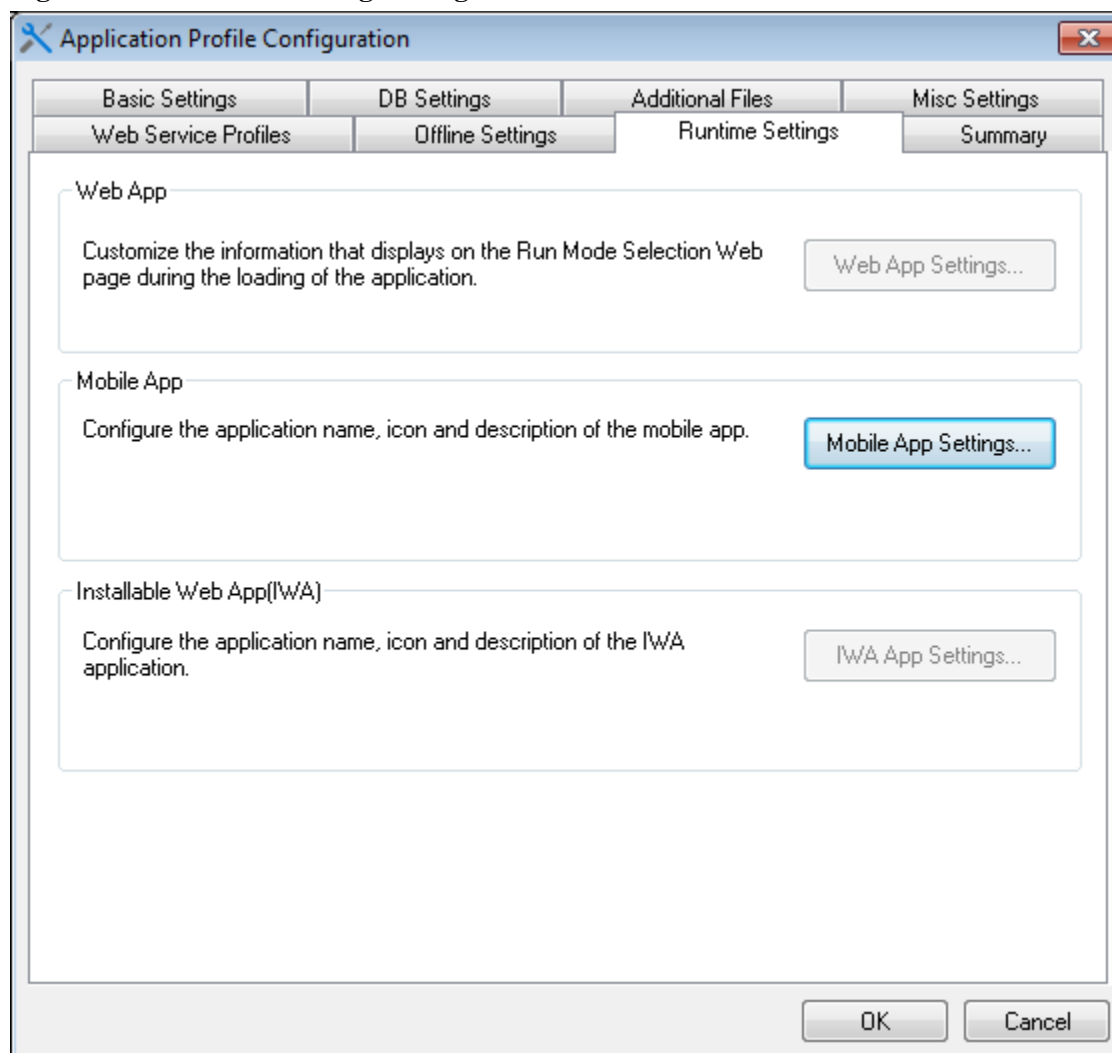 Application Profile Configuration
Basic Settings
DB Settings
Additional Files
Misc Settings
Web Service Profiles
Offline Settings
Runtime Settings
Summary
Web App
Customize the information that displays on the Run Mode Selection Web
page during the loading of the application.
Web App Settings...
Mobile App
Configure the application name, icon and description of the mobile app.
Mobile App Settings...
Installable Web App(IWA)
Configure the application name, icon and description of the IWA
application.
IWA App Settings...
OK
Cancel